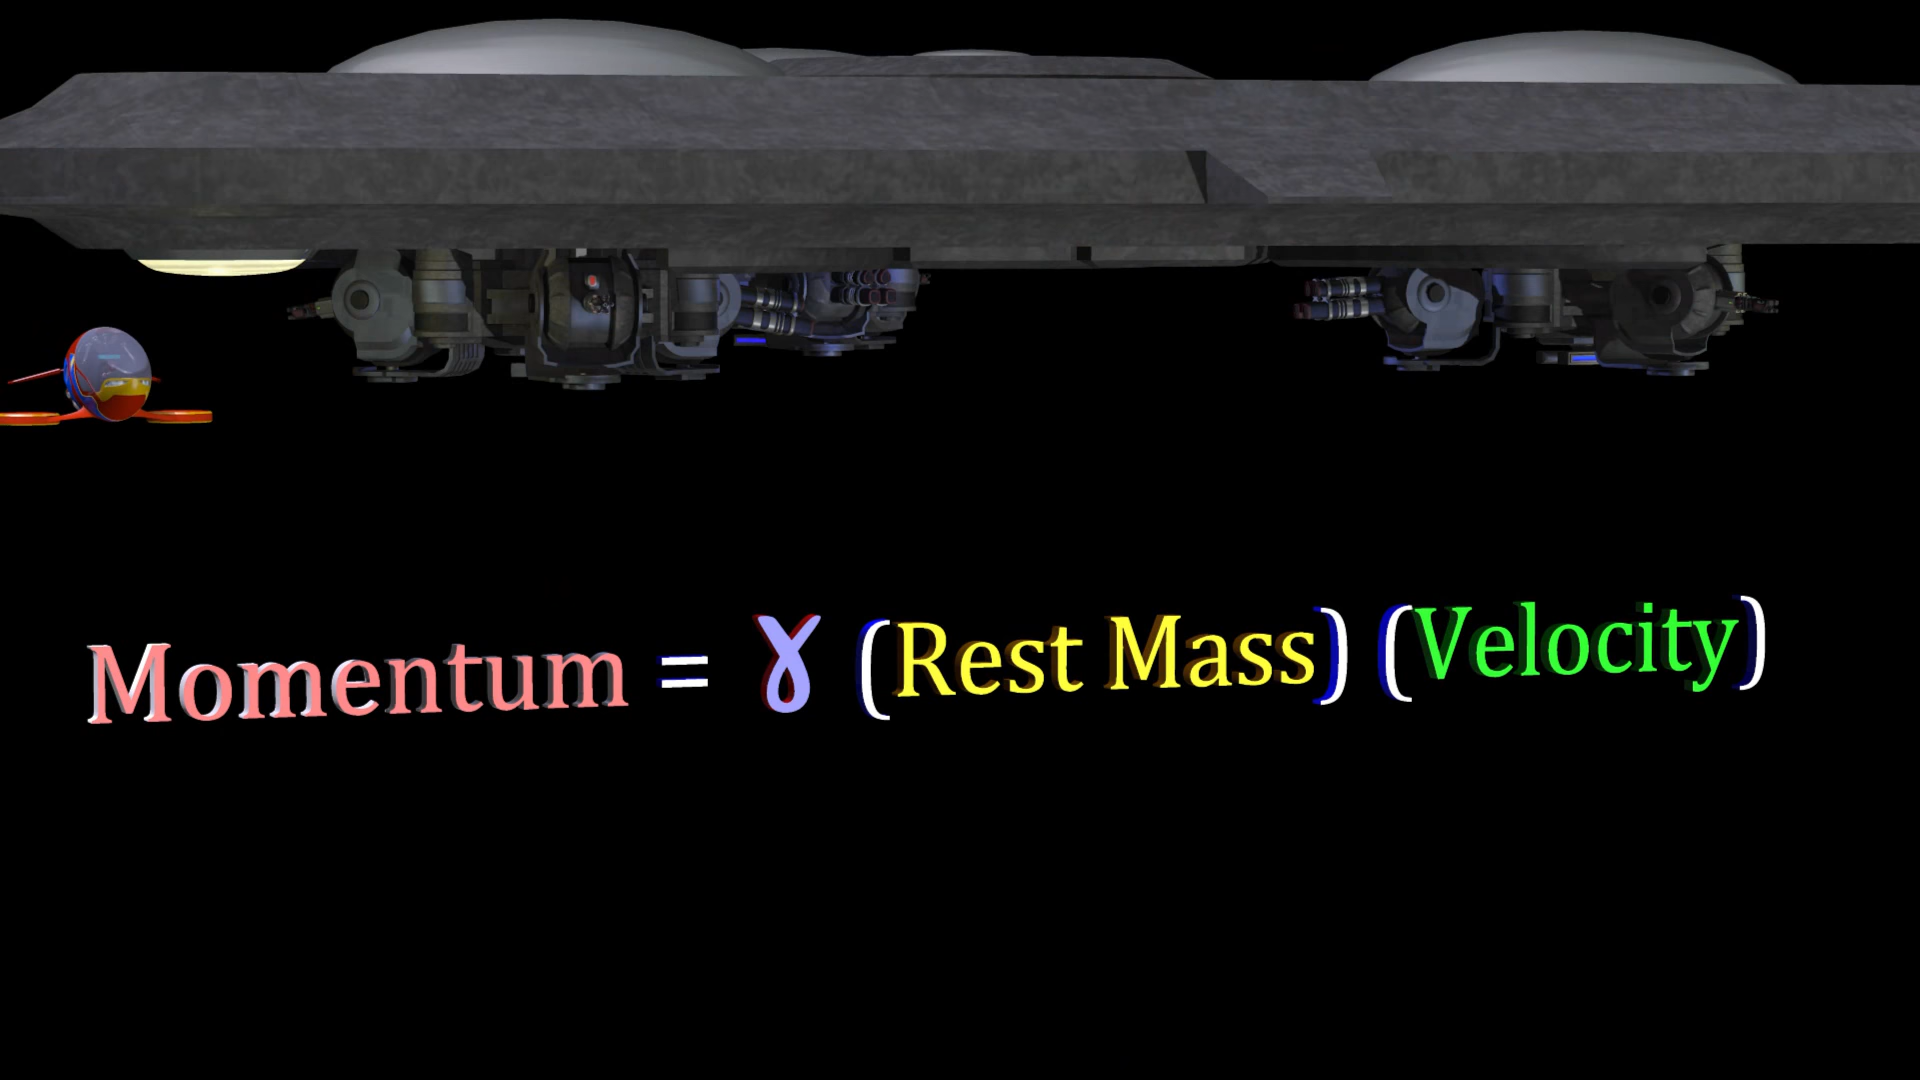 Momentum = γ (Rest Mass) (Velocity)